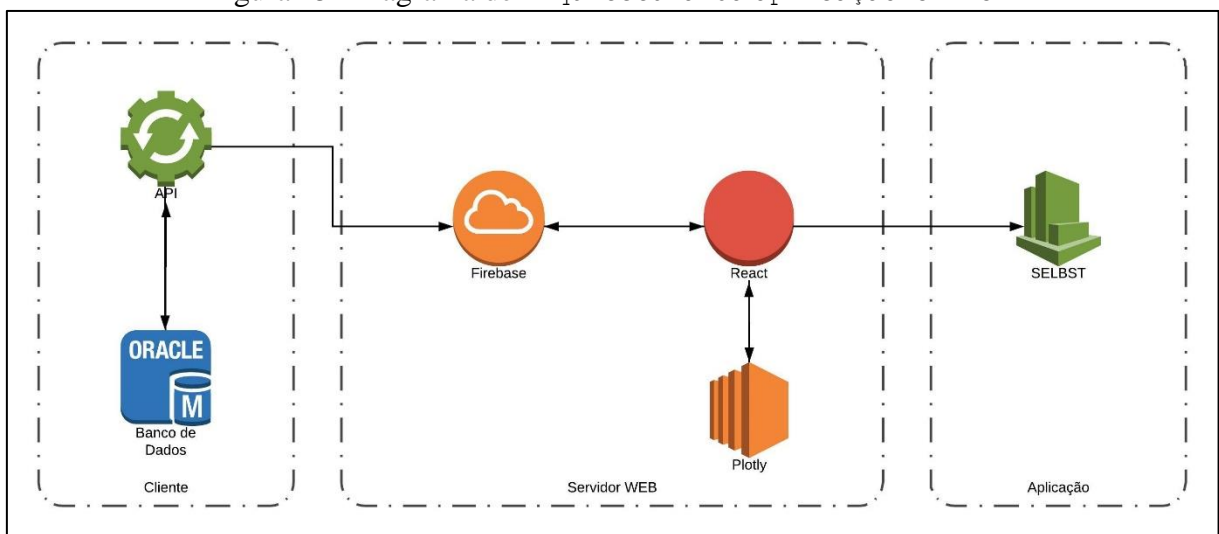 API
ORACLE
M
Banco de
Dados
Cliente
Firebase
React
Plotly
Servidor WEB
SELBST
Aplicação